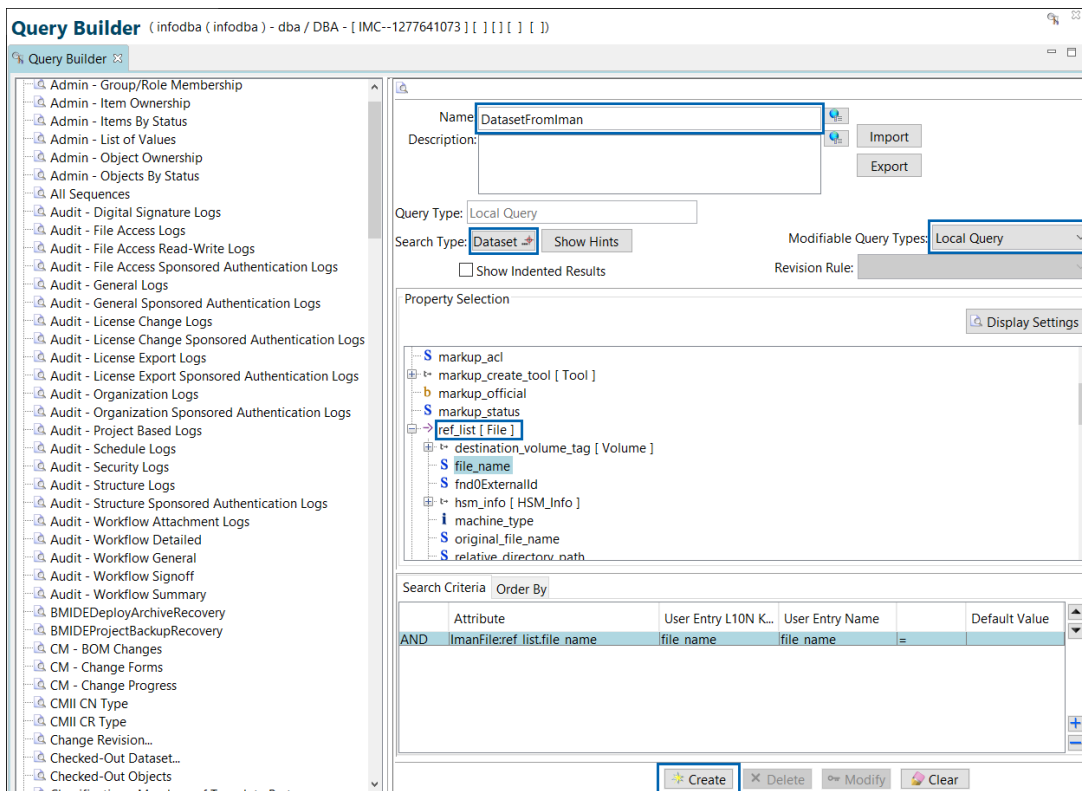 Query Builder ( infodba ( infodba ) - dba / DBA - [ IMC--1277641073 ] [ ] [ ] [ ] [ ])
Query Builder
Admin - Group/Role Membership
Admin - Item Ownership
Admin - Items By Status
Admin - List of Values
Admin - Object Ownership
Admin - Objects By Status
All Sequences
Audit - Digital Signature Logs
Audit - File Access Logs
Audit - File Access Read-Write Logs
Audit - File Access Sponsored Authentication Logs
Audit - General Logs
Audit - General Sponsored Authentication Logs
Audit - License Change Logs
Audit - License Change Sponsored Authentication Logs
Audit - License Export Logs
Audit - License Export Sponsored Authentication Logs
Audit - Organization Logs
Audit - Organization Sponsored Authentication Logs
Audit - Project Based Logs
Audit - Schedule Logs
Audit - Security Logs
Audit - Structure Logs
Audit - Structure Sponsored Authentication Logs
Audit - Workflow Attachment Logs
Audit - Workflow Detailed
Audit - Workflow General
Audit - Workflow Signoff
Audit - Workflow Summary
BMIDEDeployArchiveRecovery
BMIDEProjectBackupRecovery
CM - BOM Changes
CM - Change Forms
CM - Change Progress
CMII CN Type
CMII CR Type
Change Revision...
Checked-Out Dataset...
Checked-Out Objects
Name: DatasetFromIman
Description:
Import
Export
Query Type: Local Query
Search Type: Dataset Show Hints Modifiable Query Types: Local Query
Show Indented Results Revision Rule:
Property Selection
Display Settings
S markup_acl
markup_create_tool [ Tool ]
b markup_official
S markup_status
ref_list [ File ]
destination_volume_tag [ Volume ]
S file_name
S fnd0ExternalId
hsm_info [ HSM_Info ]
i machine_type
S original_file_name
S relative_directory_path
Search Criteria Order By
Attribute User Entry L10N K... User Entry Name Default Value
AND ImanFile:ref_list.file_name file_name file_name =
Create Delete Modify Clear